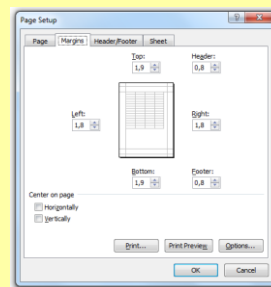 Page Setup
Page Margins Header/Footer Sheet
Top: Header:
1,9 0,8
Left: Right:
1,8 1,8
Bottom: Footer:
1,9 0,8
Center on page
Horizontally
Vertically
Print... Print Preview Options...
OK Cancel